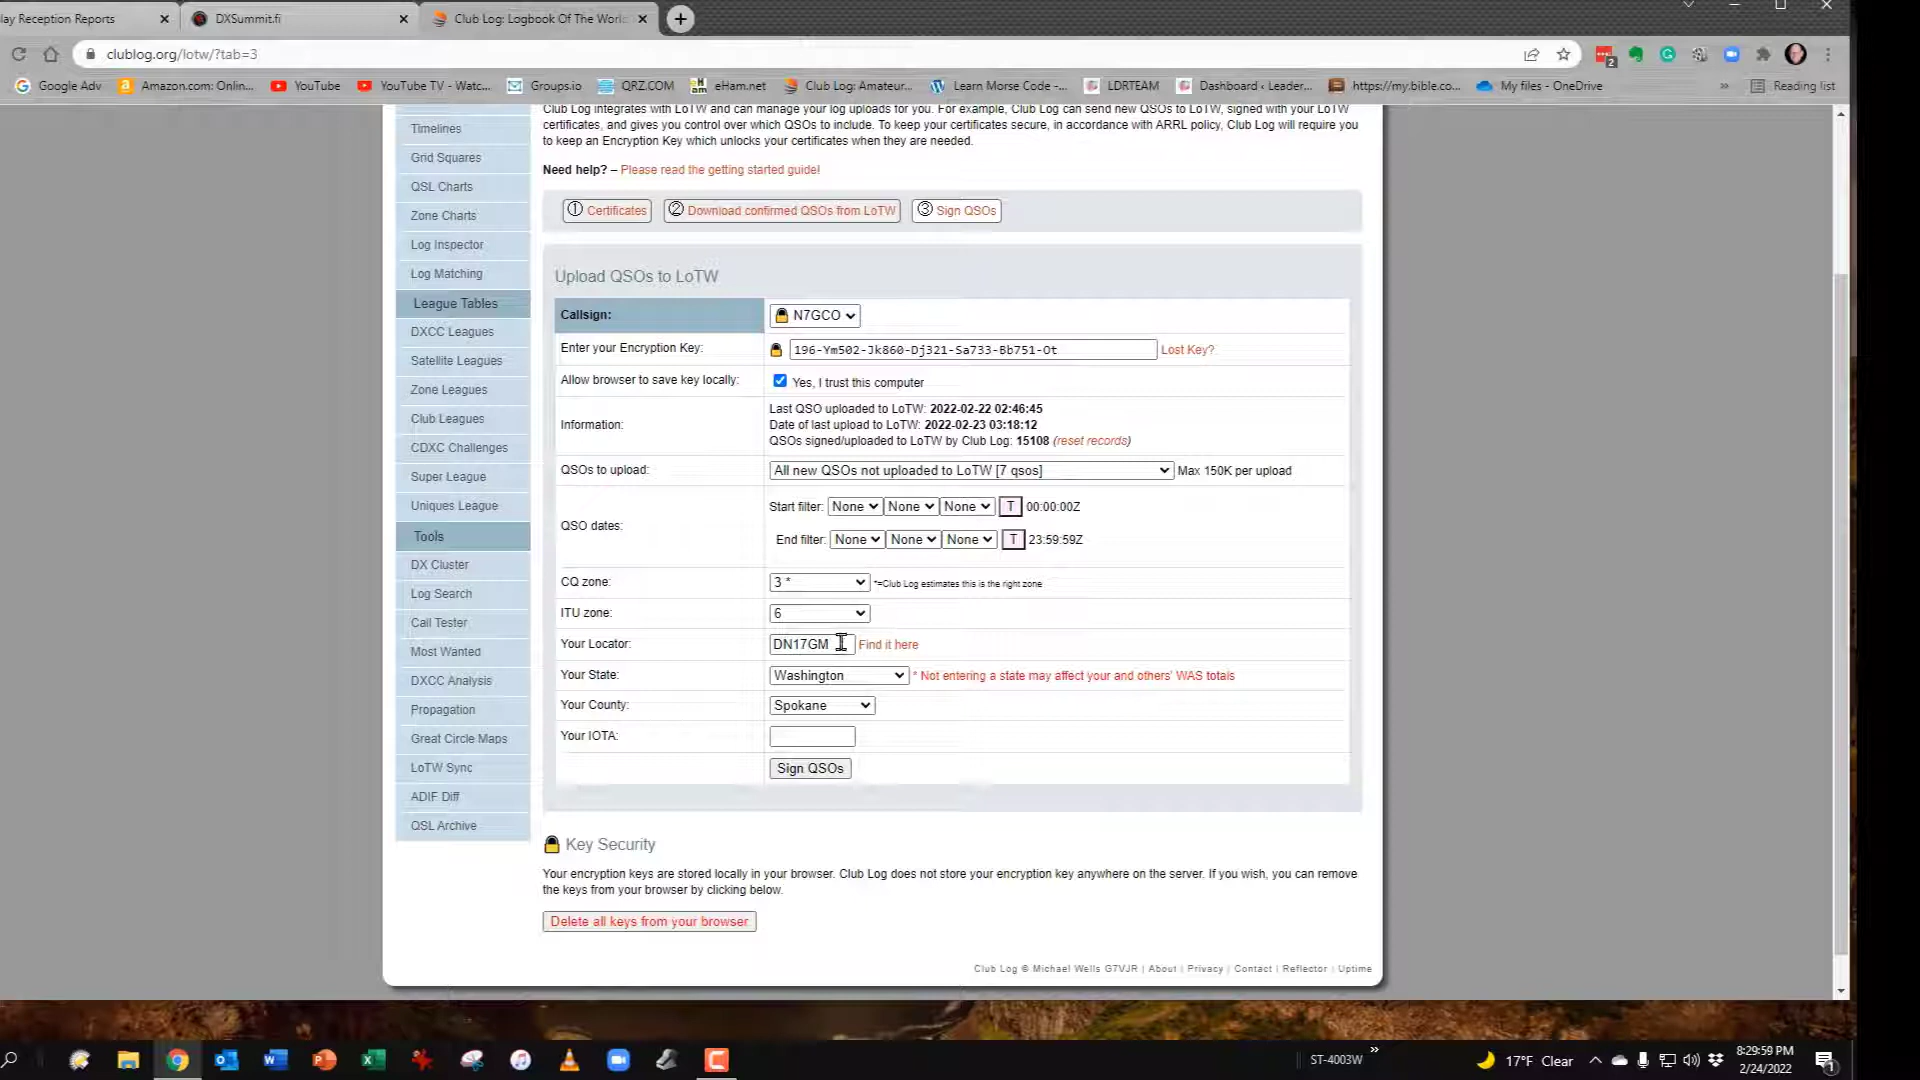 lay Reception Reports
DXSummit.fi
Club Log: Logbook Of The Worl
clublog.org/lotw/?tab=3
2
Google Adv
Amazon.com: Onlin...
YouTube
YouTube TV - Watc...
Groups.io
QRZ.COM
eHam.net
Club Log: Amateur...
Learn Morse Code -...
LDRTEAM
Dashboard ‹ Leader...
https://my.bible.co...
My files - OneDrive
»
Reading list
Club Log integrates with LoTW and can manage your log uploads for you. For example, Club Log can send new QSOs to LoTW, signed with your LoTW
certificates, and gives you control over which QSOs to include. To keep your certificates secure, in accordance with ARRL policy, Club Log will require you
to keep an Encryption Key which unlocks your certificates when they are needed.
Need help? – Please read the getting started guide!
① Certificates
② Download confirmed QSOs from LoTW
③ Sign QSOs
Timelines
Grid Squares
QSL Charts
Zone Charts
Log Inspector
Log Matching
League Tables
DXCC Leagues
Satellite Leagues
Zone Leagues
Club Leagues
CDXC Challenges
Super League
Uniques League
Tools
DX Cluster
Log Search
Call Tester
Most Wanted
DXCC Analysis
Propagation
Great Circle Maps
LoTW Sync
ADIF Diff
QSL Archive
Upload QSOs to LoTW
Callsign: N7GCO
Enter your Encryption Key: 196-Ym502-Jk860-Dj321-Sa733-Bb751-Ot Lost Key?
Allow browser to save key locally: Yes, I trust this computer
Information:
Last QSO uploaded to LoTW: 2022-02-22 02:46:45
Date of last upload to LoTW: 2022-02-23 03:18:12
QSOs signed/uploaded to LoTW by Club Log: 15108 (reset records)
QSOs to upload: All new QSOs not uploaded to LoTW [7 qsos] Max 150K per upload
QSO dates:
Start filter: None None None T 00:00:00Z
End filter: None None None T 23:59:59Z
CQ zone: 3 * *=Club Log estimates this is the right zone
ITU zone: 6
Your Locator: DN17GM Find it here
Your State: Washington * Not entering a state may affect your and others' WAS totals
Your County: Spokane
Your IOTA:
Sign QSOs
Key Security
Your encryption keys are stored locally in your browser. Club Log does not store your encryption key anywhere on the server. If you wish, you can remove
the keys from your browser by clicking below.
Delete all keys from your browser
Club Log © Michael Wells G7VJR | About | Privacy | Contact | Reflector | Uptime
ST-4003W
»
17°F Clear
8:29:59 PM
2/24/2022
1